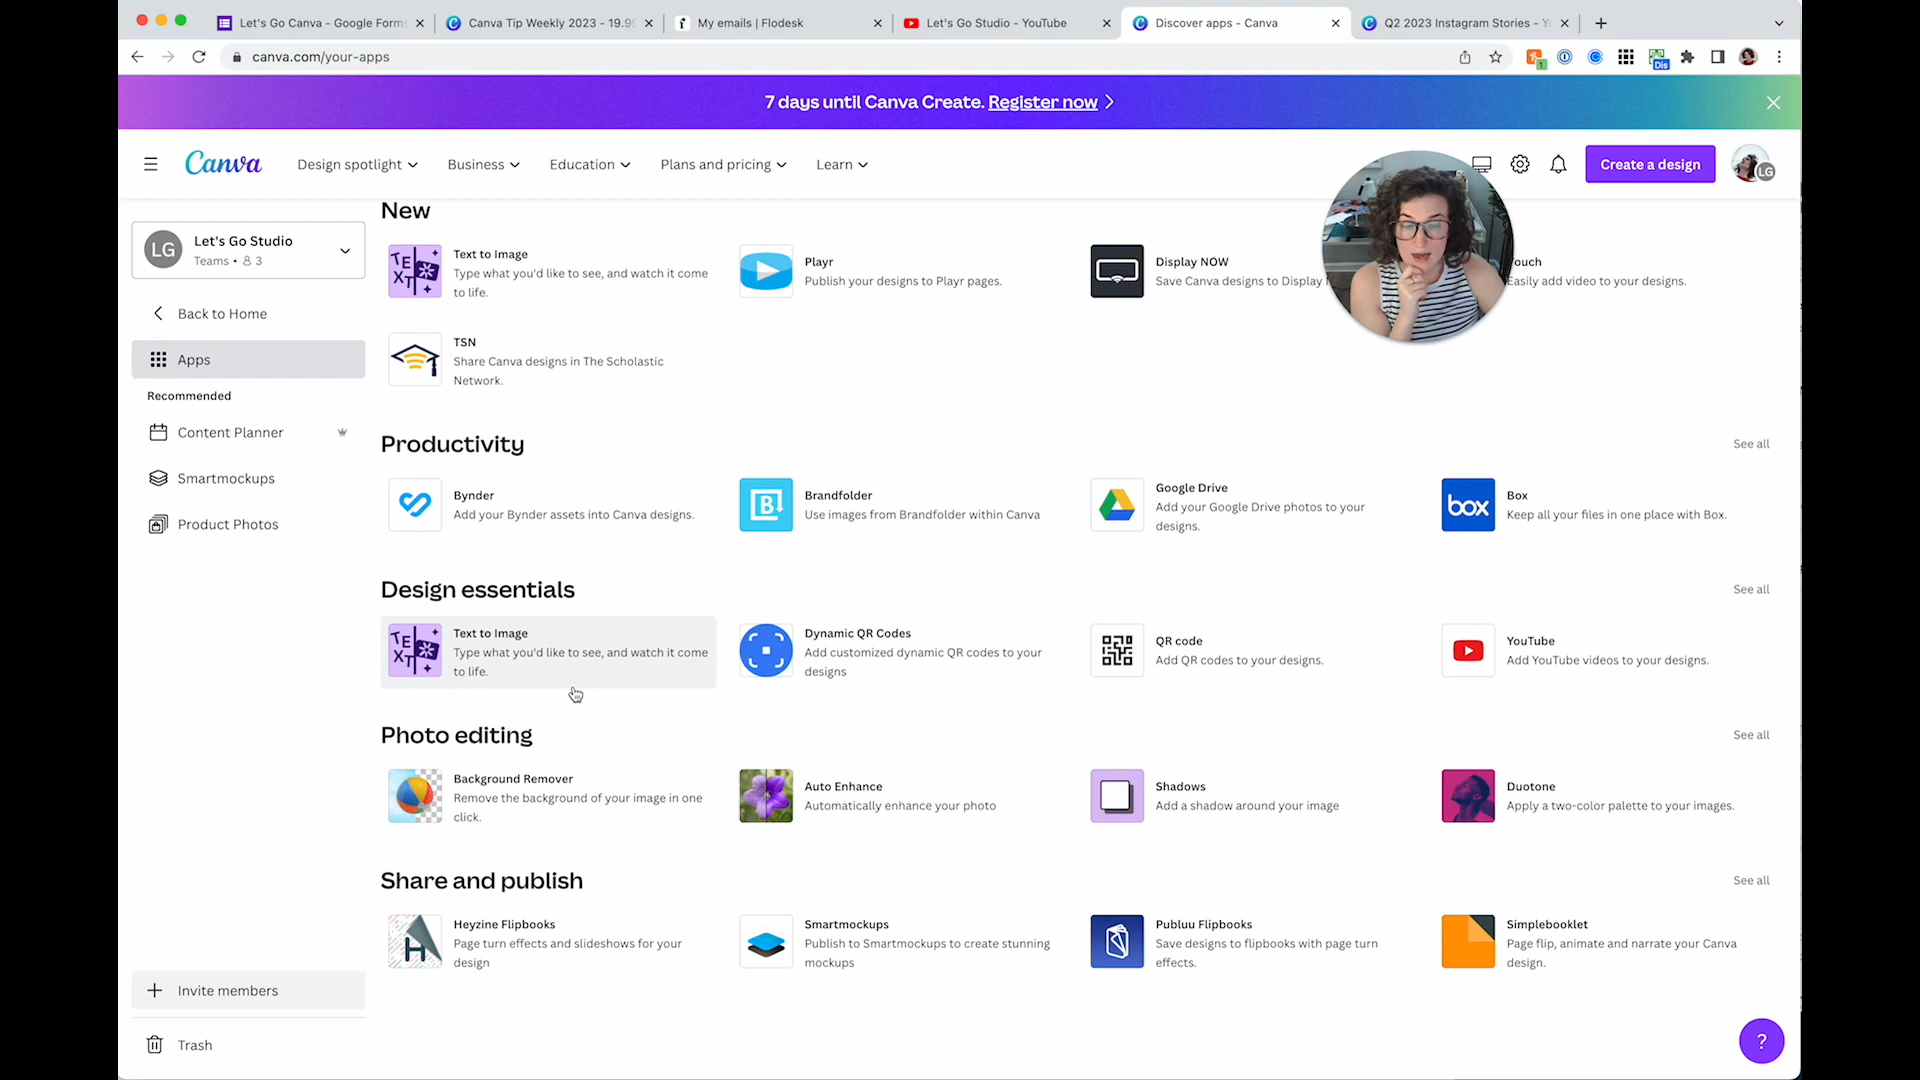 Let's Go Canva - Google Form
Canva Tip Weekly 2023 - 19.9
My emails | Flodesk
Let's Go Studio - YouTube
Discover apps - Canva
Q2 2023 Instagram Stories - Y
canva.com/your-apps
1
Dis
7 days until Canva Create. Register now
Canva
Design spotlight
Business
Education
Plans and pricing
Learn
Create a design
LG
LG
Let's Go Studio
Teams • 3
Back to Home
Apps
Recommended
Content Planner
Smartmockups
Product Photos
Invite members
Trash
New
TEXT
Text to Image
Type what you'd like to see, and watch it come
to life.
Playr
Publish your designs to Playr pages.
Display NOW
Save Canva designs to Display
ouch
Easily add video to your designs.
TSN
Share Canva designs in The Scholastic
Network.
Productivity
See all
Bynder
Add your Bynder assets into Canva designs.
B
Brandfolder
Use images from Brandfolder within Canva
Google Drive
Add your Google Drive photos to your
designs.
box
Box
Keep all your files in one place with Box.
Design essentials
See all
TEXT
Text to Image
Type what you'd like to see, and watch it come
to life.
Dynamic QR Codes
Add customized dynamic QR codes to your
designs
QR code
Add QR codes to your designs.
YouTube
Add YouTube videos to your designs.
Photo editing
See all
Background Remover
Remove the background of your image in one
click.
Auto Enhance
Automatically enhance your photo
Shadows
Add a shadow around your image
Duotone
Apply a two-color palette to your images.
Share and publish
See all
H
Heyzine Flipbooks
Page turn effects and slideshows for your
design
Smartmockups
Publish to Smartmockups to create stunning
mockups
Publuu Flipbooks
Save designs to flipbooks with page turn
effects.
Simplebooklet
Page flip, animate and narrate your Canva
design.
?